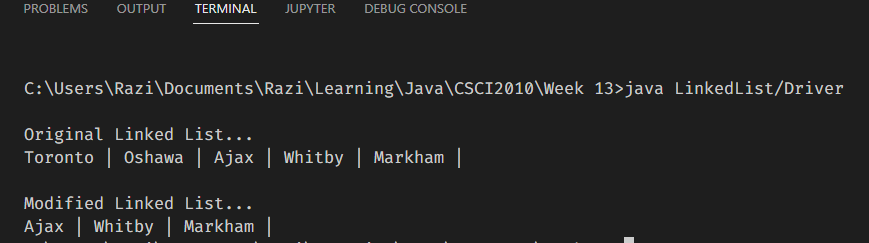 PROBLEMS OUTPUT TERMINAL JUPYTER DEBUG CONSOLE
C:\Users\Razi\Documents\Razi\Learning\Java\CSCI2010\Week 13>java LinkedList/Driver
Original Linked List...
Toronto | Oshawa | Ajax | Whitby | Markham |
Modified Linked List...
Ajax | Whitby | Markham |